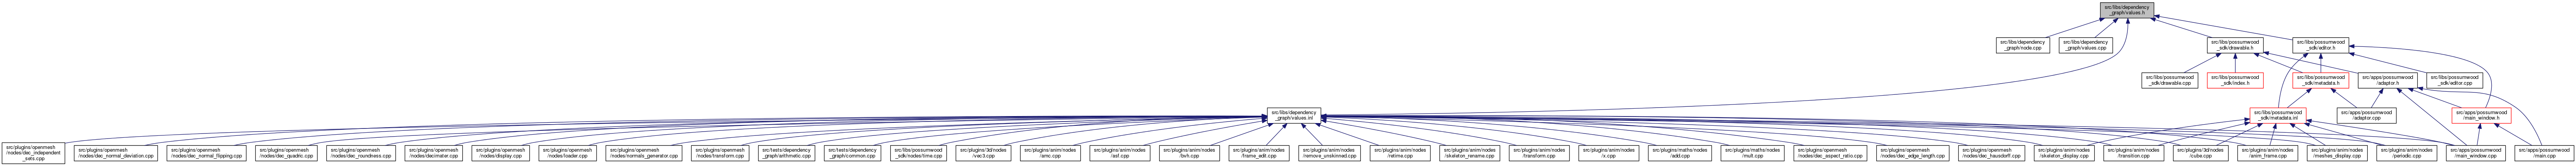 src/libs/dependency
_graph/values.h
src/libs/dependency
_graph/node.cpp
src/libs/dependency
_graph/values.cpp
src/libs/possumwood
_sdk/drawable.h
src/libs/possumwood
_sdk/editor.h
src/libs/possumwood
_sdk/drawable.cpp
src/libs/possumwood
_sdk/index.h
src/libs/possumwood
_sdk/metadata.h
src/apps/possumwood
/adaptor.h
src/libs/possumwood
_sdk/editor.cpp
src/libs/dependency
_graph/values.inl
src/libs/possumwood
_sdk/metadata.inl
src/apps/possumwood
/adaptor.cpp
src/apps/possumwood
/main_window.h
src/plugins/openmesh
/nodes/dec_independent
_sets.cpp
src/plugins/openmesh
/nodes/dec_normal_deviation.cpp
src/plugins/openmesh
/nodes/dec_normal_flipping.cpp
src/plugins/openmesh
/nodes/dec_quadric.cpp
src/plugins/openmesh
/nodes/dec_roundness.cpp
src/plugins/openmesh
/nodes/decimater.cpp
src/plugins/openmesh
/nodes/display.cpp
src/plugins/openmesh
/nodes/loader.cpp
src/plugins/openmesh
/nodes/normals_generator.cpp
src/plugins/openmesh
/nodes/transform.cpp
src/tests/dependency
_graph/arithmetic.cpp
src/tests/dependency
_graph/common.cpp
src/libs/possumwood
_sdk/nodes/time.cpp
src/plugins/3d/nodes
/vec3.cpp
src/plugins/anim/nodes
/amc.cpp
src/plugins/anim/nodes
/asf.cpp
src/plugins/anim/nodes
/bvh.cpp
src/plugins/anim/nodes
/frame_edit.cpp
src/plugins/anim/nodes
/remove_unskinned.cpp
src/plugins/anim/nodes
/retime.cpp
src/plugins/anim/nodes
/skeleton_rename.cpp
src/plugins/anim/nodes
/transform.cpp
src/plugins/anim/nodes
/x.cpp
src/plugins/maths/nodes
/add.cpp
src/plugins/maths/nodes
/mult.cpp
src/plugins/openmesh
/nodes/dec_aspect_ratio.cpp
src/plugins/openmesh
/nodes/dec_edge_length.cpp
src/plugins/openmesh
/nodes/dec_hausdorff.cpp
src/plugins/anim/nodes
/skeleton_display.cpp
src/plugins/anim/nodes
/transition.cpp
src/plugins/3d/nodes
/cube.cpp
src/plugins/anim/nodes
/anim_frame.cpp
src/plugins/anim/nodes
/meshes_display.cpp
src/plugins/anim/nodes
/periodic.cpp
src/apps/possumwood
/main_window.cpp
src/apps/possumwood
/main.cpp